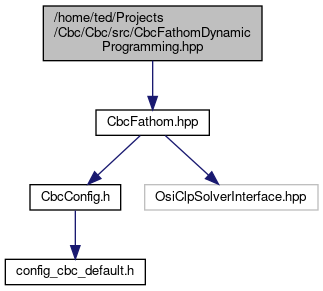 /home/ted/Projects
/Cbc/Cbc/src/CbcFathomDynamic
Programming.hpp
CbcFathom.hpp
CbcConfig.h
OsiClpSolverInterface.hpp
config_cbc_default.h